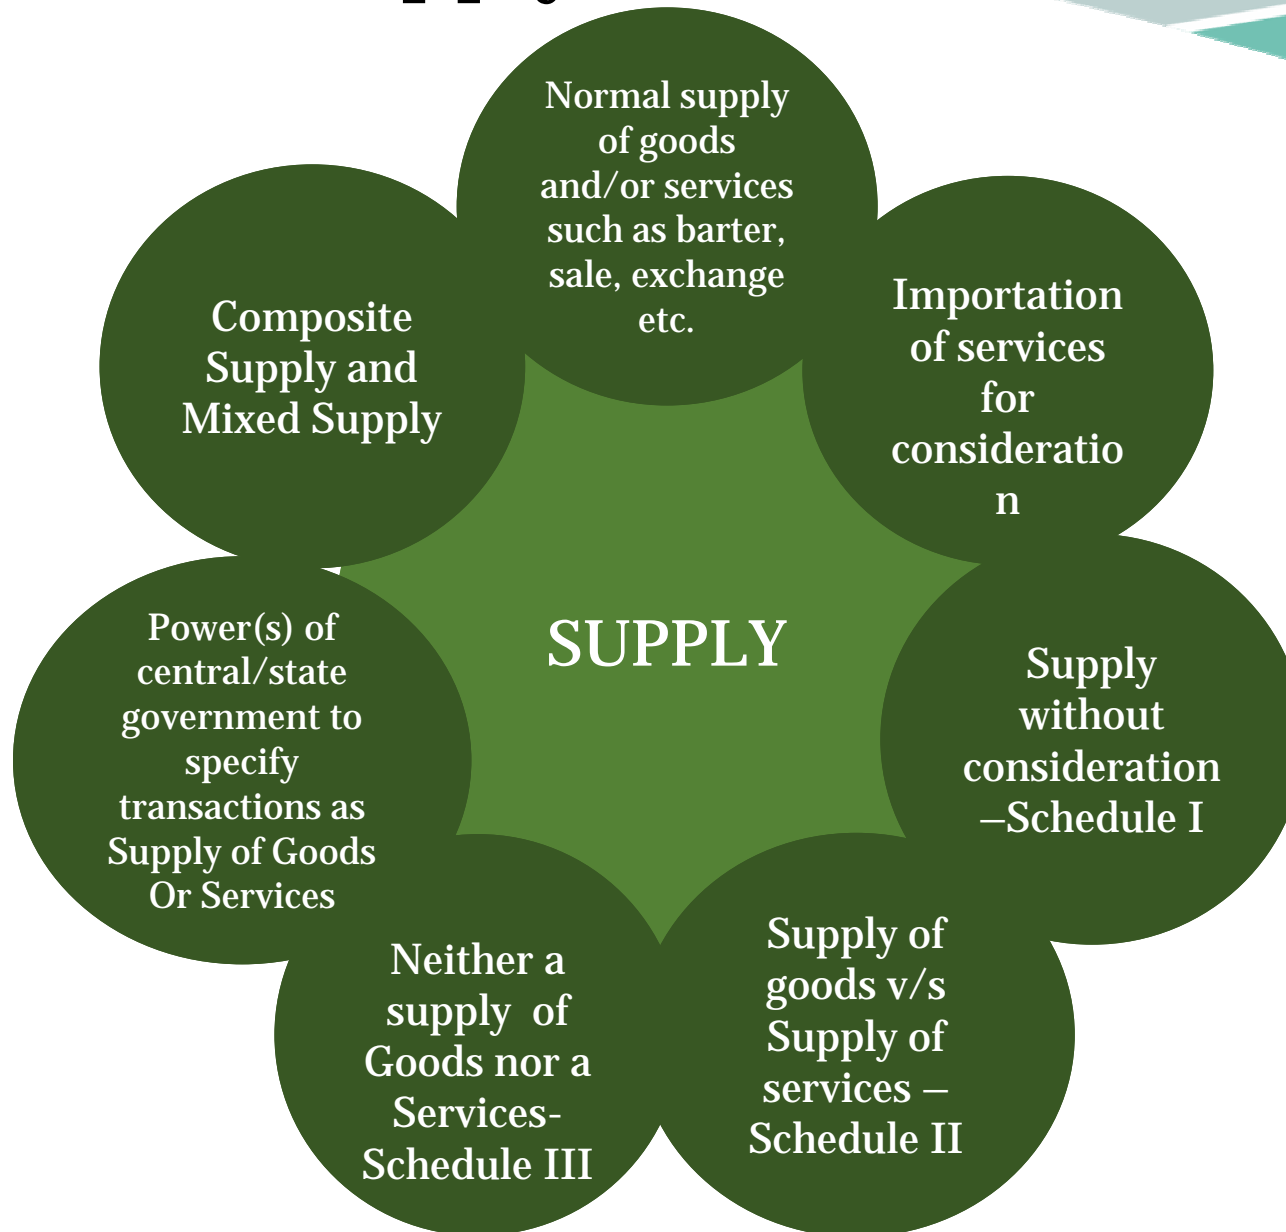 Normal supply
of goods
and/or services
such as barter,
sale, exchange
etc.
Importation
of services
for
consideratio
n
Supply
without
consideration
–Schedule I
Supply of
goods v/s
Supply of
services –
Schedule II
Neither a
supply of
Goods nor a
Services-
Schedule III
Power(s) of
central/state
government to
specify
transactions as
Supply of Goods
Or Services
Composite
Supply and
Mixed Supply
SUPPLY